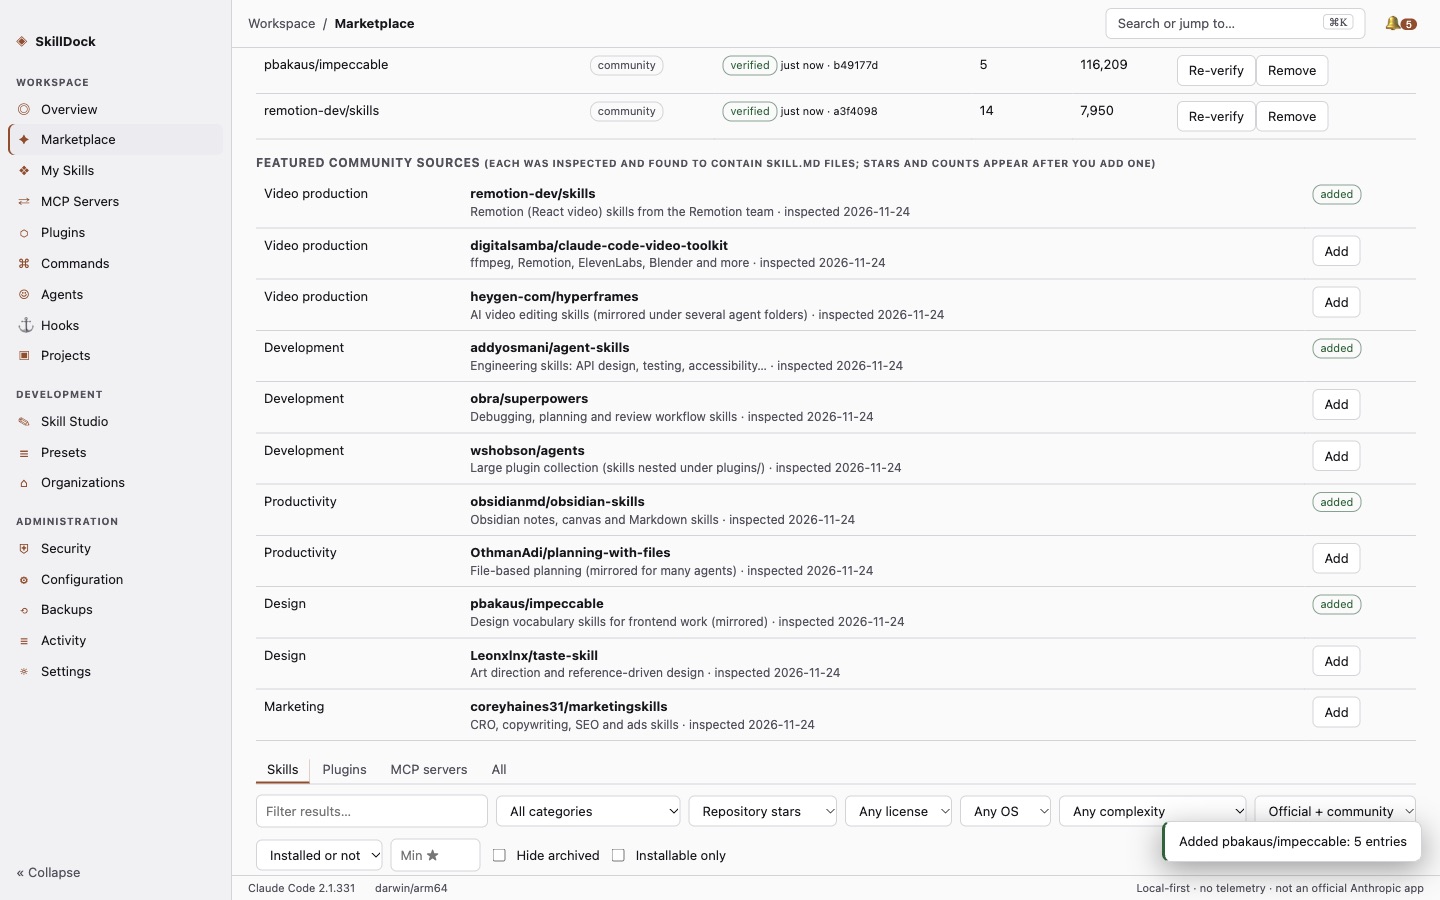 SkillDock
WORKSPACE
Overview
Marketplace
My Skills
MCP Servers
Plugins
Commands
Agents
Hooks
Projects
DEVELOPMENT
Skill Studio
Presets
Organizations
ADMINISTRATION
Security
Configuration
Backups
Activity
Settings
« Collapse
Workspace / Marketplace
Search or jump to… ⌘K
5
pbakaus/impeccable community verified just now · b49177d 5 116,209 Re-verify Remove
remotion-dev/skills community verified just now · a3f4098 14 7,950 Re-verify Remove
FEATURED COMMUNITY SOURCES (EACH WAS INSPECTED AND FOUND TO CONTAIN SKILL.MD FILES; STARS AND COUNTS APPEAR AFTER YOU ADD ONE)
Video production remotion-dev/skills added
Remotion (React video) skills from the Remotion team · inspected 2026-11-24
Video production digitalsamba/claude-code-video-toolkit Add
ffmpeg, Remotion, ElevenLabs, Blender and more · inspected 2026-11-24
Video production heygen-com/hyperframes Add
AI video editing skills (mirrored under several agent folders) · inspected 2026-11-24
Development addyosmani/agent-skills added
Engineering skills: API design, testing, accessibility… · inspected 2026-11-24
Development obra/superpowers Add
Debugging, planning and review workflow skills · inspected 2026-11-24
Development wshobson/agents Add
Large plugin collection (skills nested under plugins/) · inspected 2026-11-24
Productivity obsidianmd/obsidian-skills added
Obsidian notes, canvas and Markdown skills · inspected 2026-11-24
Productivity OthmanAdi/planning-with-files Add
File-based planning (mirrored for many agents) · inspected 2026-11-24
Design pbakaus/impeccable added
Design vocabulary skills for frontend work (mirrored) · inspected 2026-11-24
Design Leonxlnx/taste-skill Add
Art direction and reference-driven design · inspected 2026-11-24
Marketing coreyhaines31/marketingskills Add
CRO, copywriting, SEO and ads skills · inspected 2026-11-24
Skills Plugins MCP servers All
Filter results… All categories Repository stars Any license Any OS Any complexity Official + community
Installed or not Min ★ Hide archived Installable only
Added pbakaus/impeccable: 5 entries
Claude Code 2.1.331 darwin/arm64 Local-first · no telemetry · not an official Anthropic app